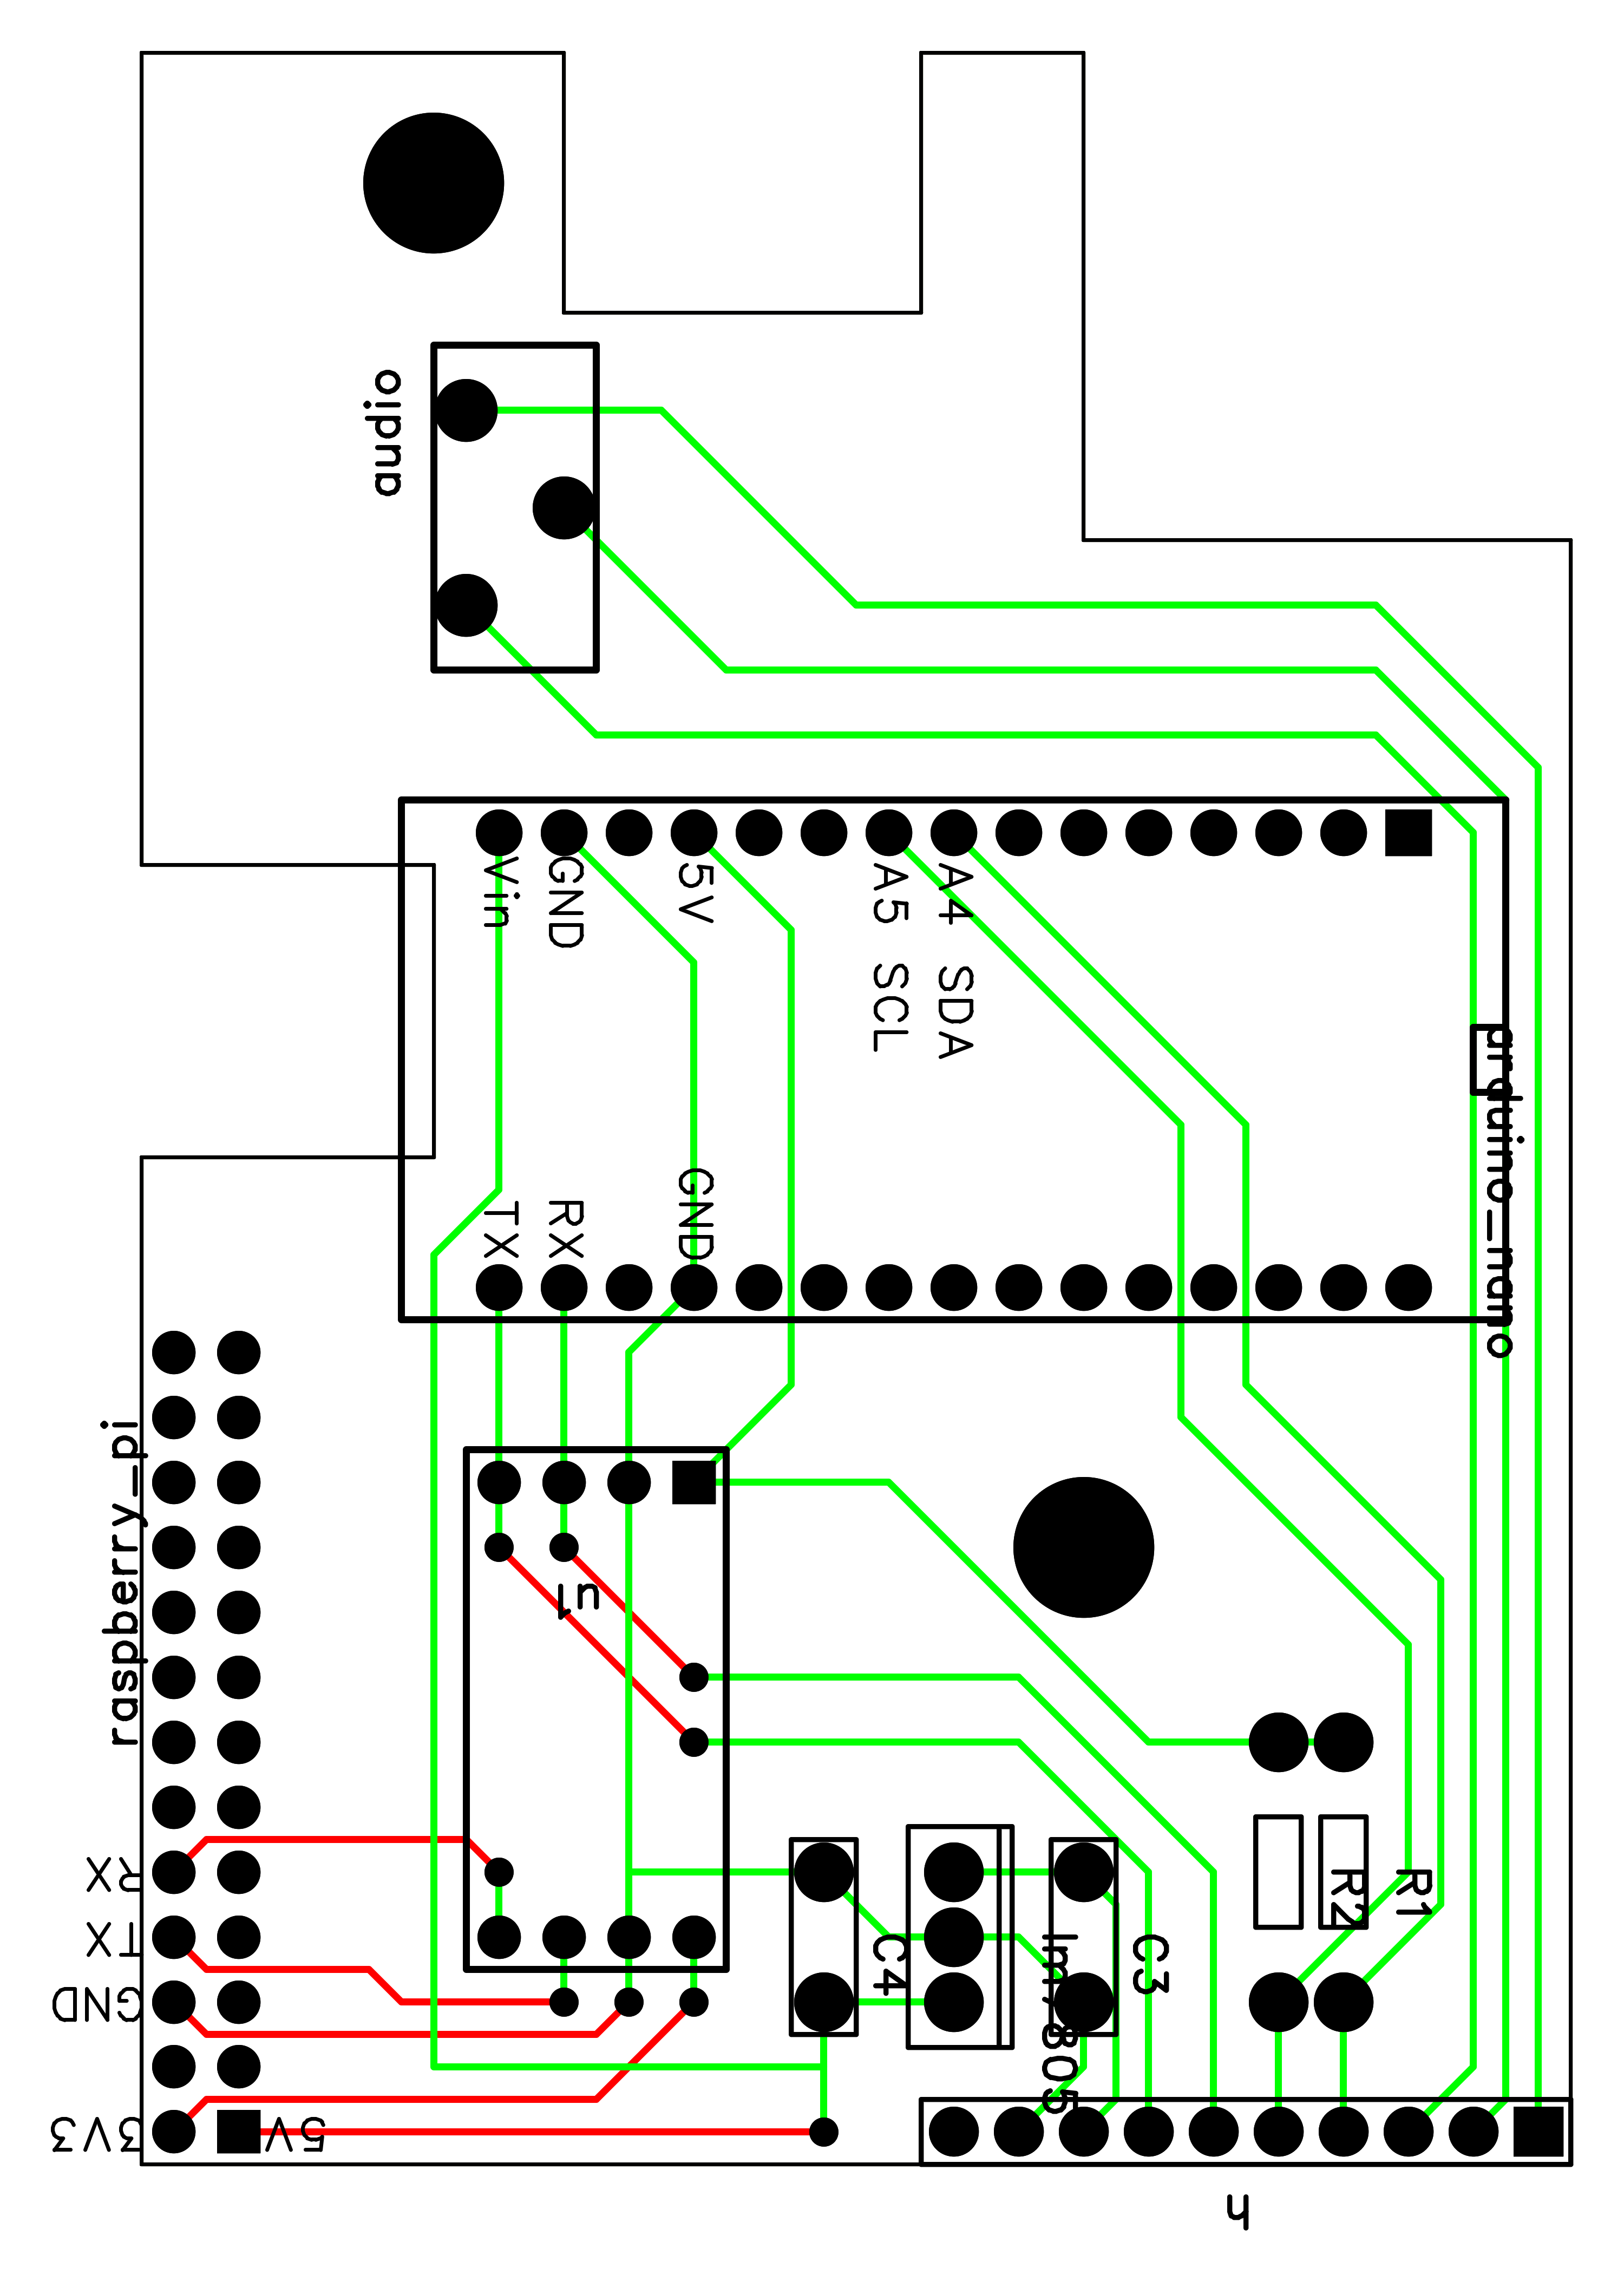 audio
Vin
GND
5V
A5 SCL
A4 SDA
arduino_nano
TX
RX
GND
raspberry_pi
u1
RX
TX
GND
3V3
5V
C4
lm7805
C3
R2
R1
h